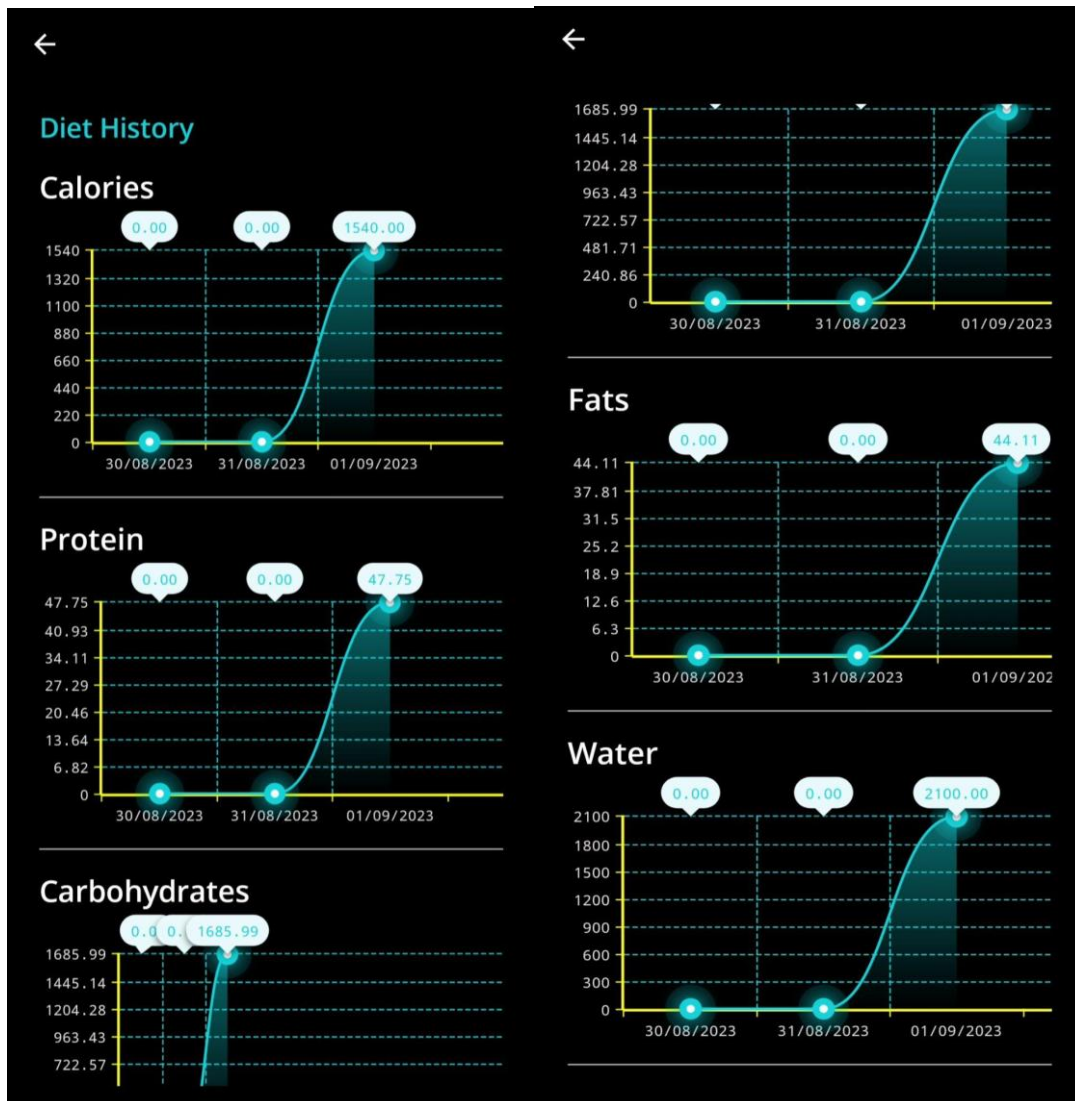 Diet History
Calories
0.00 0.00 1540.00
1540
1320
1100
880
660
440
220
0
30/08/2023 31/08/2023 01/09/2023
Protein
0.00 0.00 47.75
47.75
40.93
34.11
27.29
20.46
13.64
6.82
0
30/08/2023 31/08/2023 01/09/2023
Carbohydrates
0.0 0. 1685.99
1685.99
1445.14
1204.28
963.43
722.57
1685.99
1445.14
1204.28
963.43
722.57
481.71
240.86
0
30/08/2023 31/08/2023 01/09/2023
Fats
0.00 0.00 44.11
44.11
37.81
31.5
25.2
18.9
12.6
6.3
0
30/08/2023 31/08/2023 01/09/202
Water
0.00 0.00 2100.00
2100
1800
1500
1200
900
600
300
0
30/08/2023 31/08/2023 01/09/2023